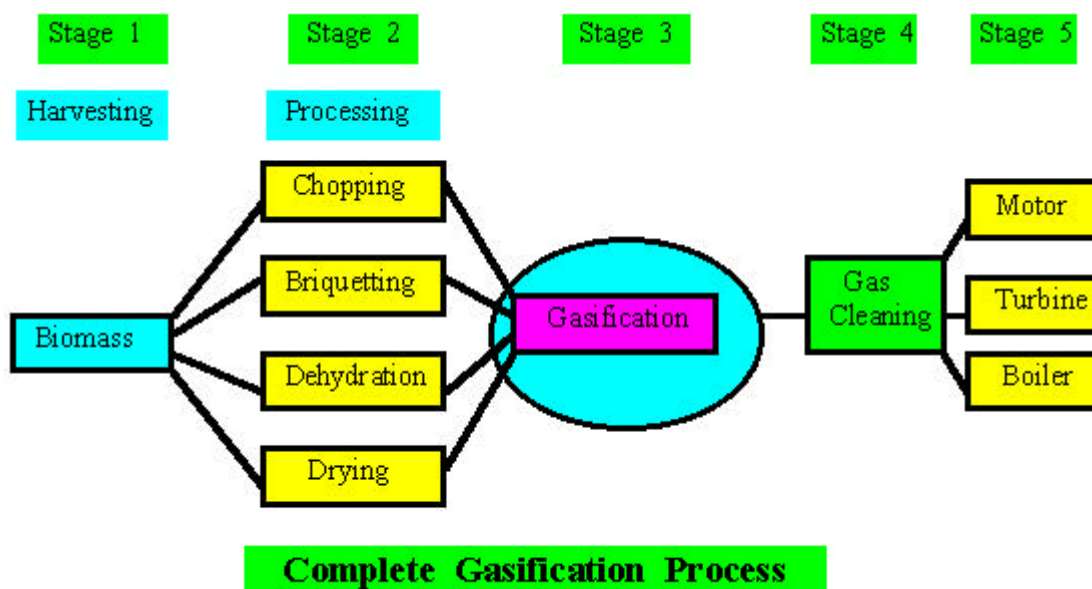 Stage 1
Stage 2
Stage 3
Stage 4
Stage 5
Harvesting
Processing
Chopping
Briquetting
Dehydration
Drying
Biomass
Gasification
Gas
Cleaning
Motor
Turbine
Boiler
Complete Gasification Process